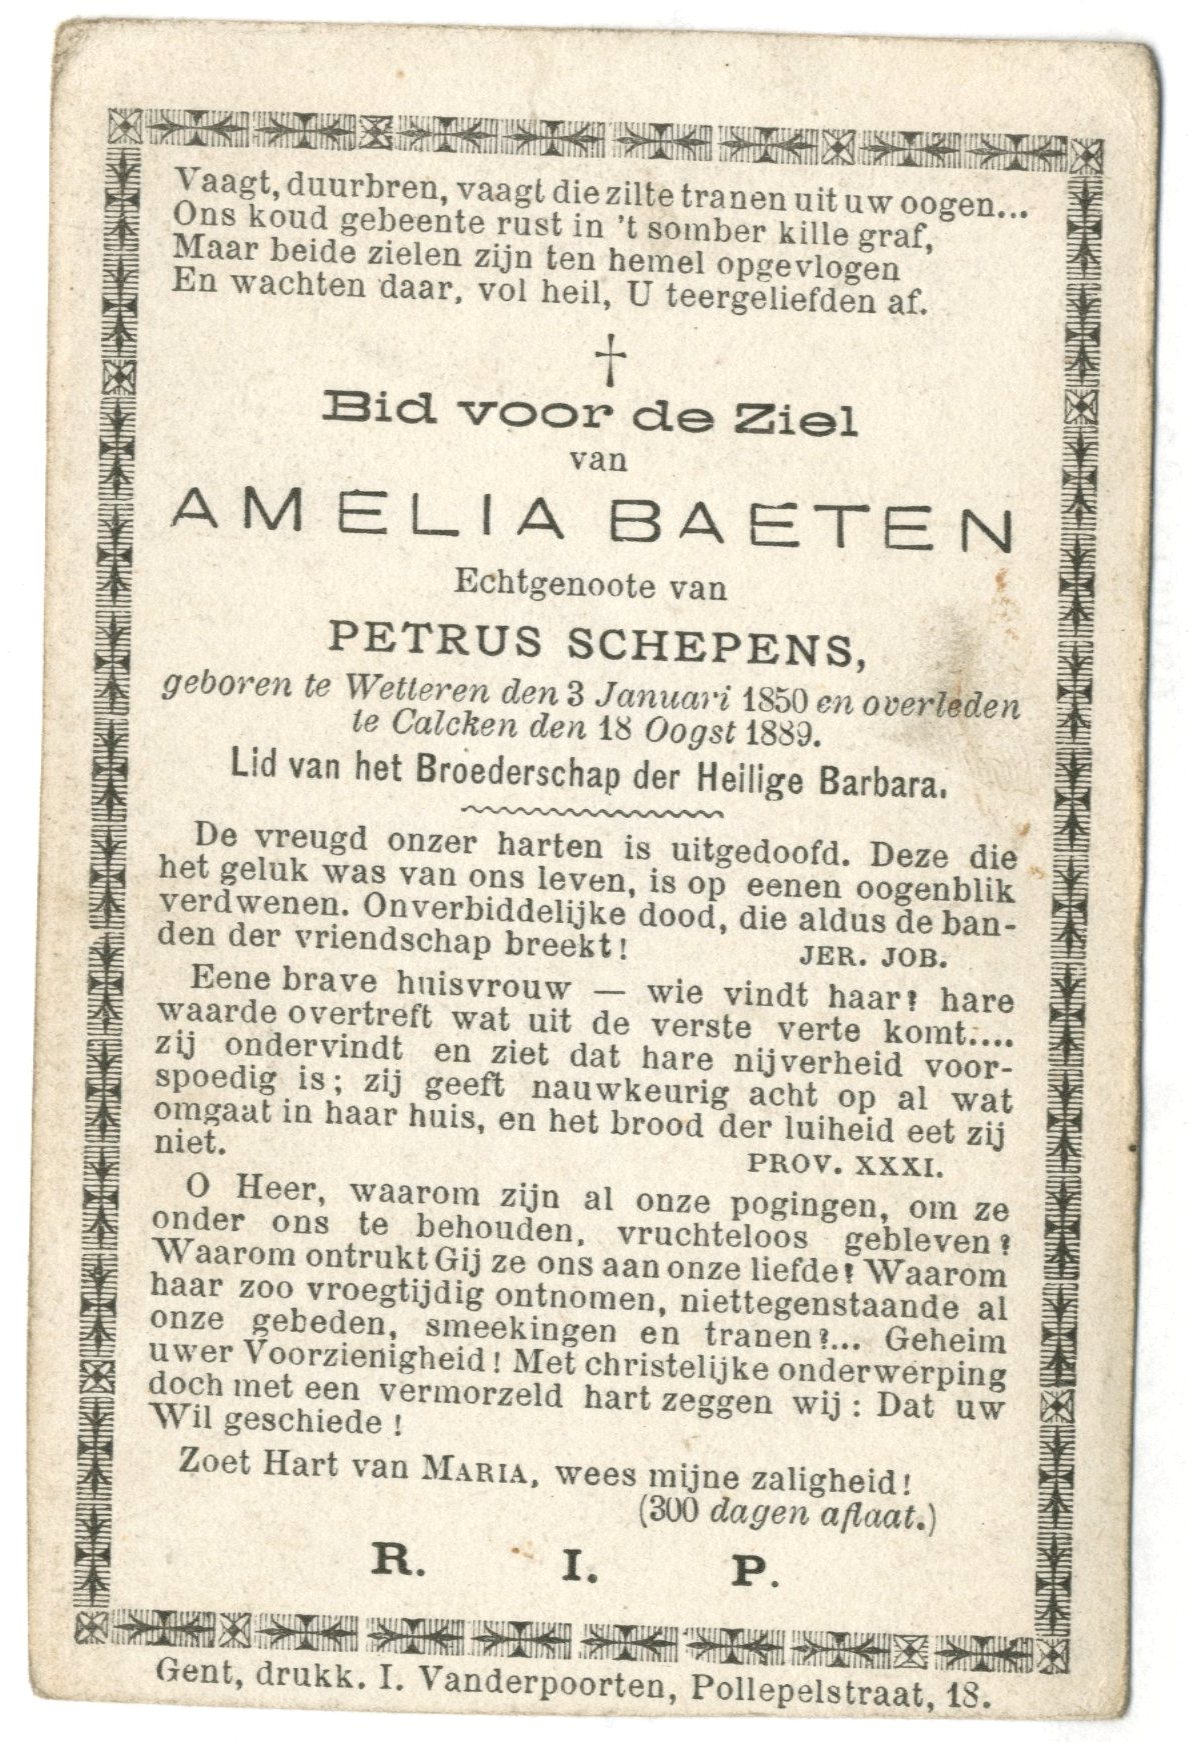 Vaagt, duurbren, vaagt die zilte tranen uit uw oogen...
Ons koud gebeente rust in 't somber kille graf,
Maar beide zielen zijn ten hemel opgevlogen
En wachten daar, vol heil, U teergeliefden af.
†
Bid voor de Ziel
van
AMELIA BAETEN
Echtgenoote van
PETRUS SCHEPENS,
geboren te Wetteren den 3 Januari 1850 en overleden
te Calcken den 18 Oogst 1889.
Lid van het Broederschap der Heilige Barbara.
De vreugd onzer harten is uitgedoofd. Deze die
het geluk was van ons leven, is op eenen oogenblik
verdwenen. Onverbiddelijke dood, die aldus de ban-
den der vriendschap breekt! JER. JOB.
Eene brave huisvrouw — wie vindt haar? hare
waarde overtreft wat uit de verste verte komt....
zij ondervindt en ziet dat hare nijverheid voor-
spoedig is; zij geeft nauwkeurig acht op al wat
omgaat in haar huis, en het brood der luiheid eet zij
niet. PROV. XXXI.
O Heer, waarom zijn al onze pogingen, om ze
onder ons te behouden, vruchteloos gebleven?
Waarom ontrukt Gij ze ons aan onze liefde? Waarom
haar zoo vroegtijdig ontnomen, niettegenstaande al
onze gebeden, smeekingen en tranen?... Geheim
uwer Voorzienigheid! Met christelijke onderwerping
doch met een vermorzeld hart zeggen wij: Dat uw
Wil geschiede!
Zoet Hart van MARIA, wees mijne zaligheid!
(300 dagen aflaat.)
R. I. P.
Gent, drukk. I. Vanderpoorten, Pollepelstraat, 18.